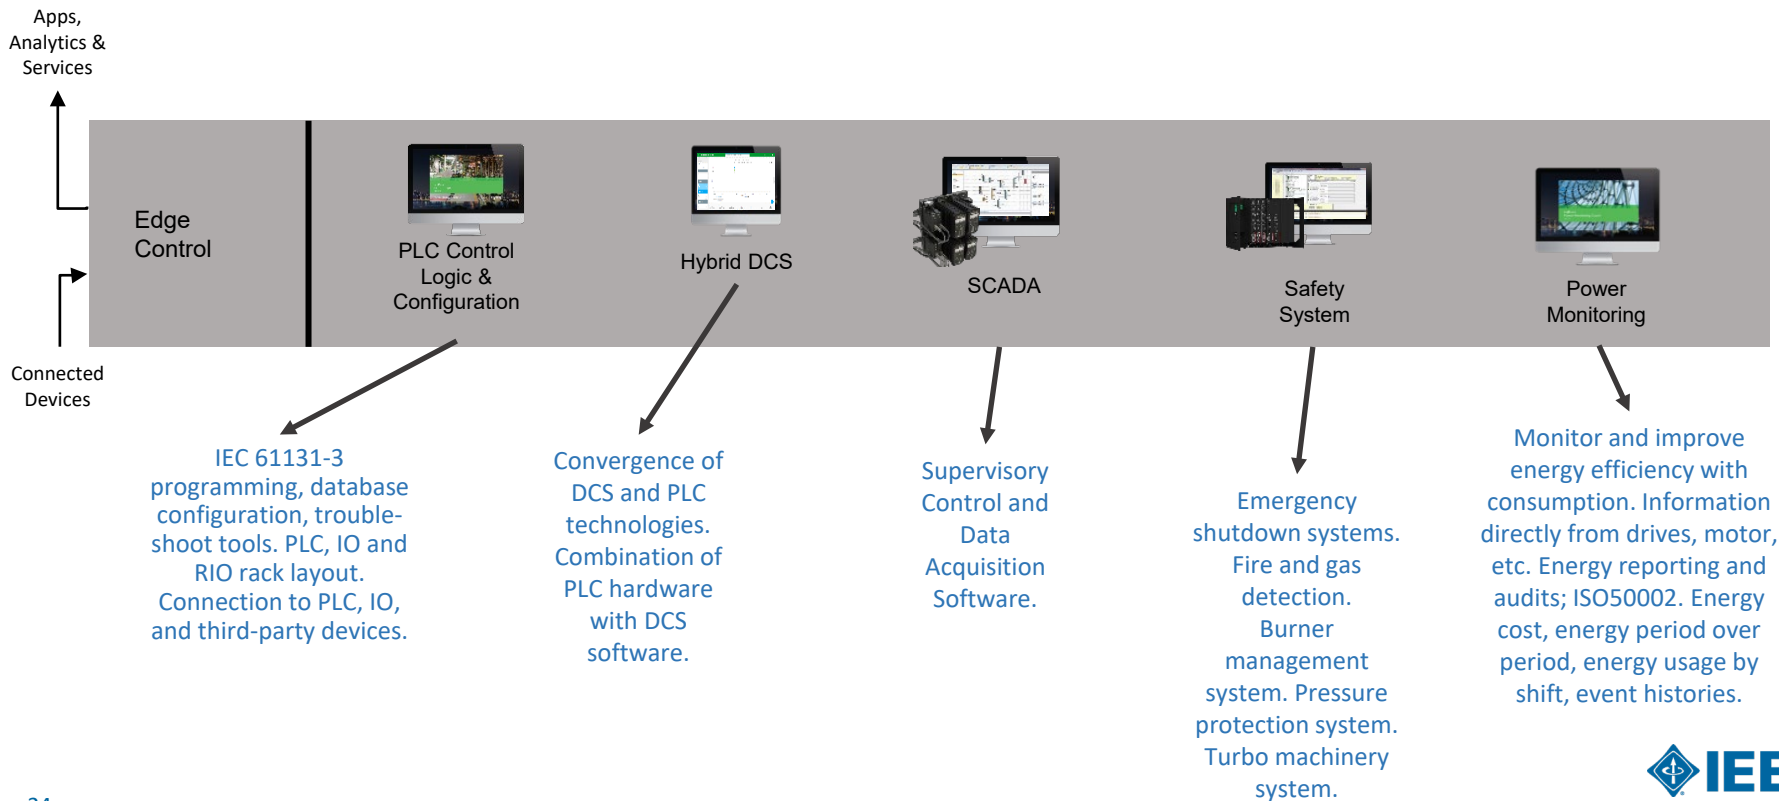 Apps,
Analytics &
Services
Edge
Control
PLC Control
Logic &
Configuration
Hybrid DCS
SCADA
Safety
System
Power
Monitoring
Connected
Devices
IEC 61131-3
programming, database
configuration, trouble-
shoot tools. PLC, IO and
RIO rack layout.
Connection to PLC, IO,
and third-party devices.
Convergence of
DCS and PLC
technologies.
Combination of
PLC hardware
with DCS
software.
Supervisory
Control and
Data
Acquisition
Software.
Emergency
shutdown systems.
Fire and gas
detection.
Burner
management
system. Pressure
protection system.
Turbo machinery
system.
Monitor and improve
energy efficiency with
consumption. Information
directly from drives, motor,
etc. Energy reporting and
audits; ISO50002. Energy
cost, energy period over
period, energy usage by
shift, event histories.
IEE